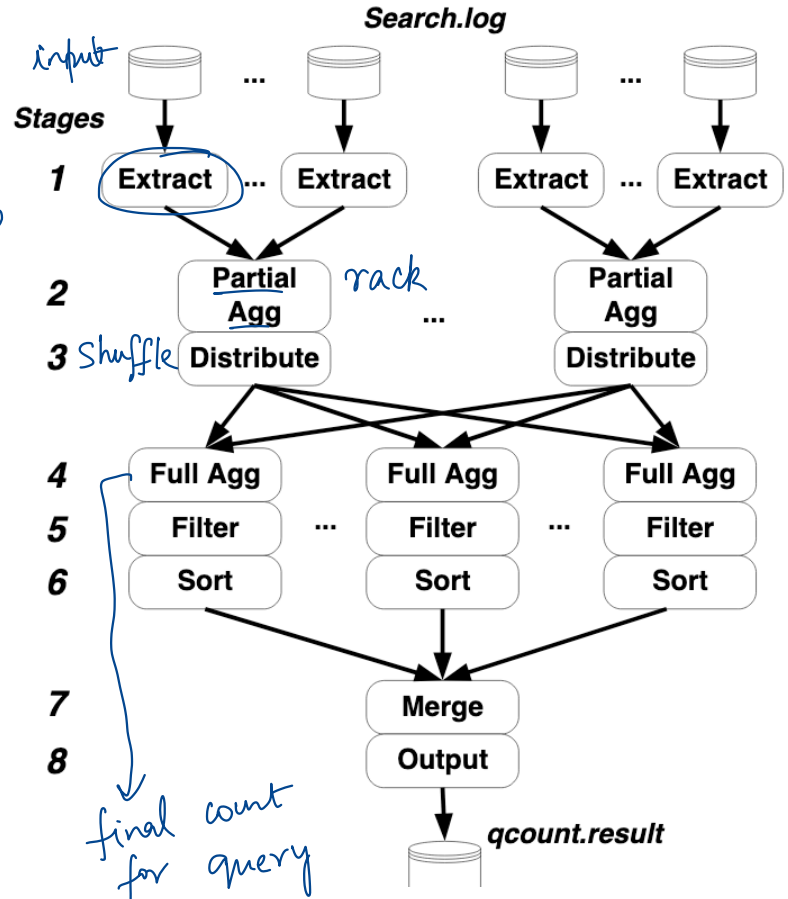 Search.log
input
... ...
Stages
1 Extract ... Extract Extract ... Extract
2 Partial Agg rack ... Partial Agg
3 Shuffle Distribute Distribute
4 Full Agg Full Agg Full Agg
5 Filter ... Filter ... Filter
6 Sort Sort Sort
7 Merge
8 Output
final count
for query
qcount.result